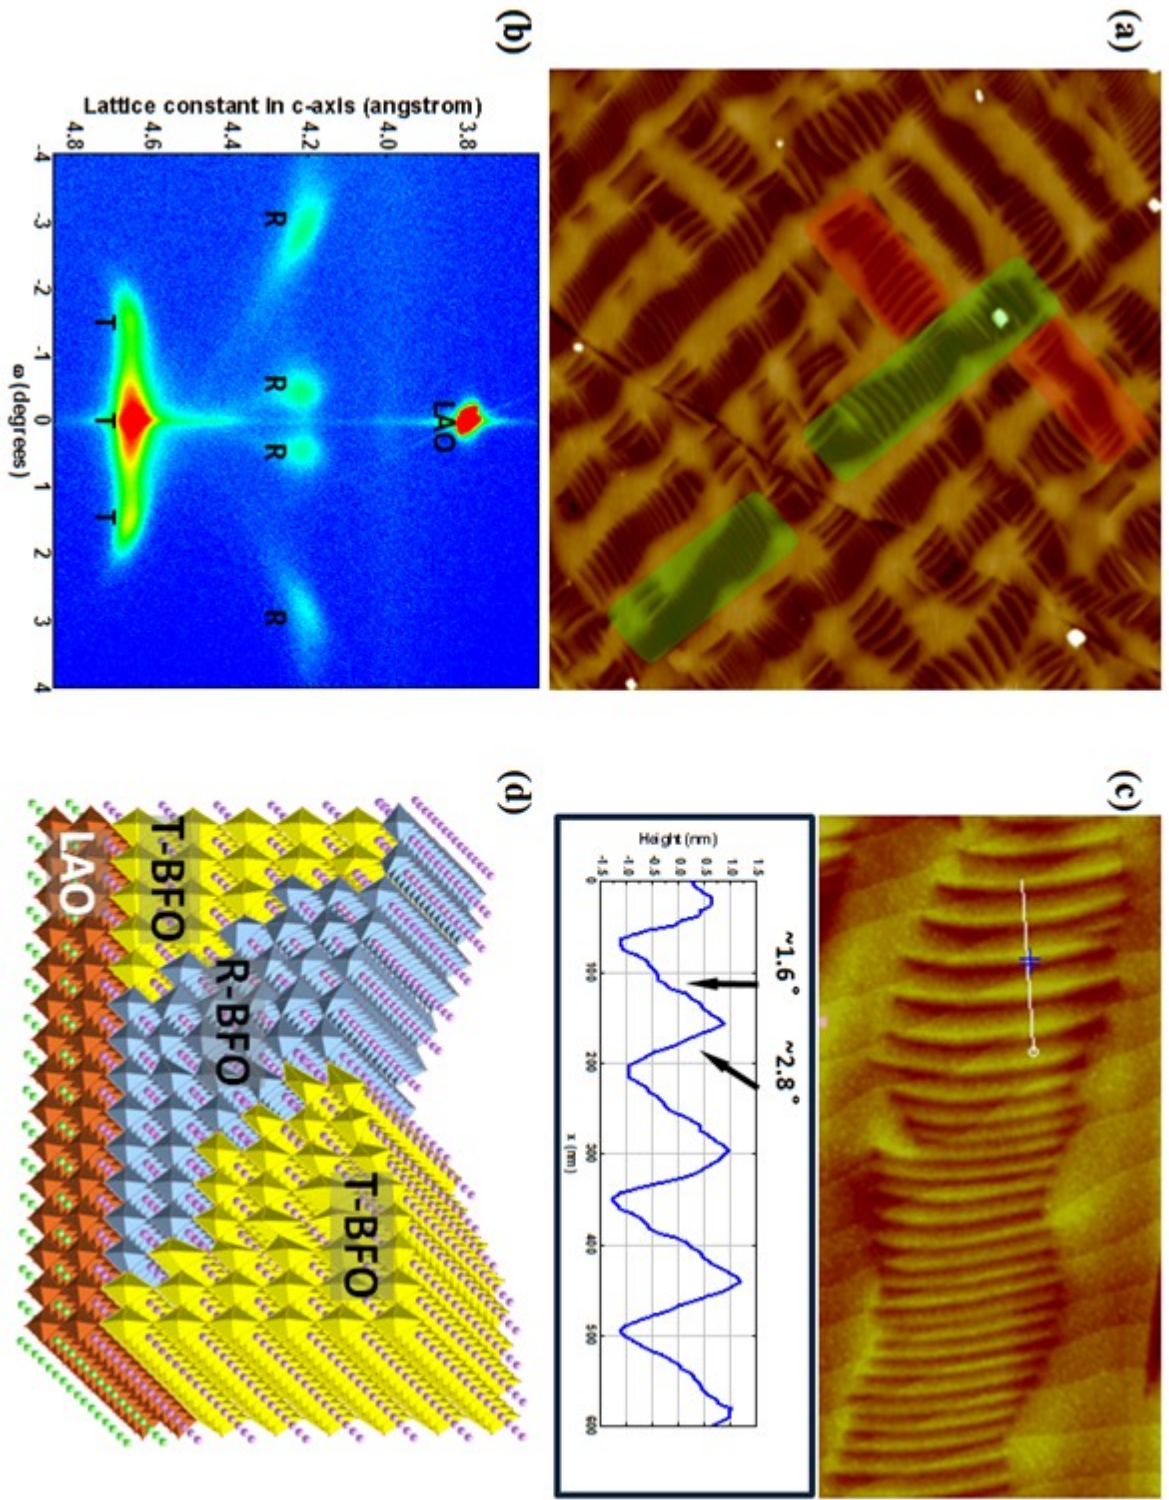 (a)
(b)
Lattice constant in c-axis (angstrom)
3.8
4.0
4.2
4.4
4.6
4.8
LAO
R
R
R
R
T
T
T
-4
-3
-2
-1
0
1
2
3
4
ω (degrees)
(c)
~1.6°
~2.8°
Height (nm)
1.5
1.0
0.5
0.0
-0.5
-1.0
-1.5
0
100
200
300
400
500
600
x (nm)
(d)
T-BFO
R-BFO
T-BFO
LAO